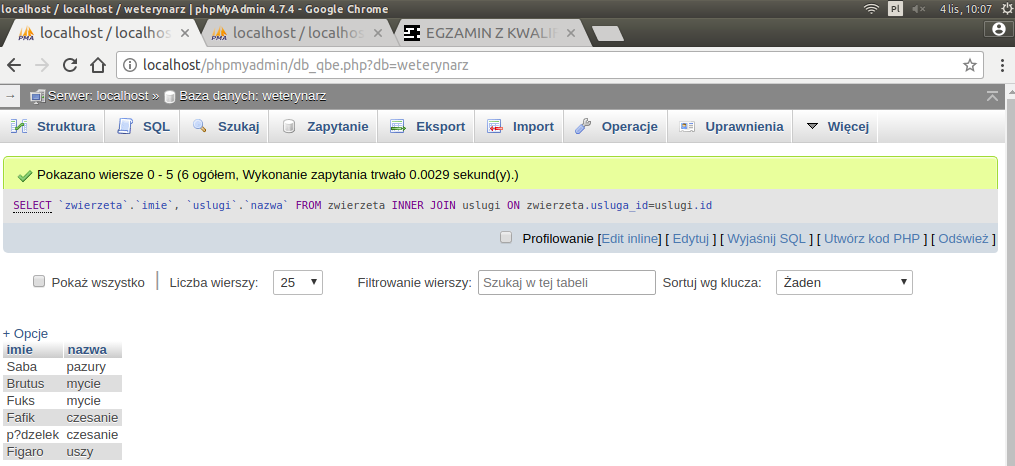 localhost / localhost / weterynarz | phpMyAdmin 4.7.4 - Google Chrome Pl 4 lis, 10:07
PMA localhost / localhos × PMA localhost / localhos × EGZAMIN Z KWALIF ×
localhost/phpmyadmin/db_qbe.php?db=weterynarz
Serwer: localhost » Baza danych: weterynarz
Struktura SQL Szukaj Zapytanie Eksport Import Operacje Uprawnienia Więcej
Pokazano wiersze 0 - 5 (6 ogółem, Wykonanie zapytania trwało 0.0029 sekund(y).)
SELECT `zwierzeta`.`imie`, `uslugi`.`nazwa` FROM zwierzeta INNER JOIN uslugi ON zwierzeta.usluga_id=uslugi.id
Profilowanie [Edit inline] [ Edytuj ] [ Wyjaśnij SQL ] [ Utwórz kod PHP ] [ Odśwież ]
Pokaż wszystko | Liczba wierszy: 25 Filtrowanie wierszy: Szukaj w tej tabeli Sortuj wg klucza: Żaden
+ Opcje
imie nazwa
Saba pazury
Brutus mycie
Fuks mycie
Fafik czesanie
p?dzelek czesanie
Figaro uszy